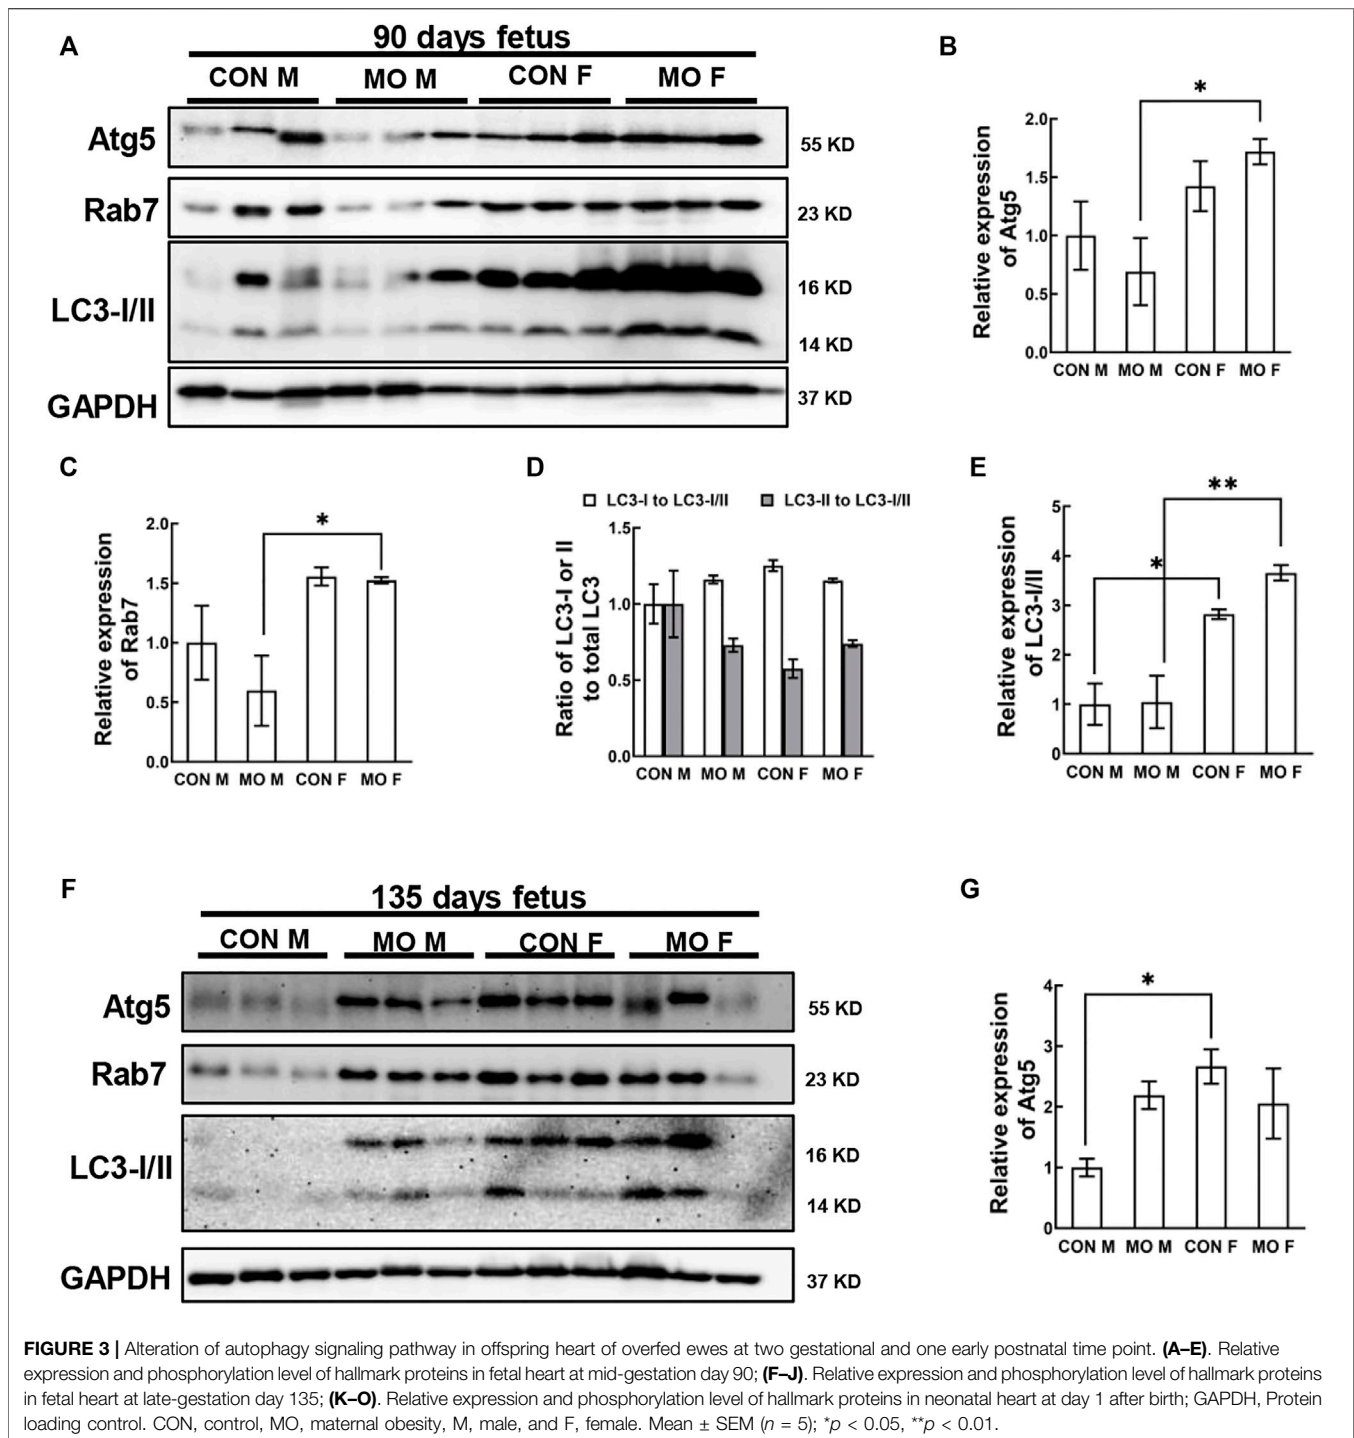 A
90 days fetus
CON M
MO M
CON F
MO F
Atg5
55 KD
Rab7
23 KD
LC3-I/II
16 KD
14 KD
GAPDH
37 KD
B
Relative expression
of Atg5
2.0
1.5
1.0
0.5
0.0
*
CON M MO M CON F MO F
C
Relative expression
of Rab7
2.0
1.5
1.0
0.5
0.0
*
CON M MO M CON F MO F
D
LC3-I to LC3-I/II
LC3-II to LC3-I/II
Ratio of LC3-I or II
to total LC3
1.5
1.0
0.5
0.0
CON M MO M CON F MO F
E
Relative expression
of LC3-I/II
5
4
3
2
1
0
*
**
CON M MO M CON F MO F
F
135 days fetus
CON M
MO M
CON F
MO F
Atg5
55 KD
Rab7
23 KD
LC3-I/II
16 KD
14 KD
GAPDH
37 KD
G
Relative expression
of Atg5
4
3
2
1
0
*
CON M MO M CON F MO F
FIGURE 3 | Alteration of autophagy signaling pathway in offspring heart of overfed ewes at two gestational and one early postnatal time point. (A–E). Relative
expression and phosphorylation level of hallmark proteins in fetal heart at mid-gestation day 90; (F–J). Relative expression and phosphorylation level of hallmark proteins
in fetal heart at late-gestation day 135; (K–O). Relative expression and phosphorylation level of hallmark proteins in neonatal heart at day 1 after birth; GAPDH, Protein
loading control. CON, control, MO, maternal obesity, M, male, and F, female. Mean ± SEM (n = 5); *p < 0.05, **p < 0.01.